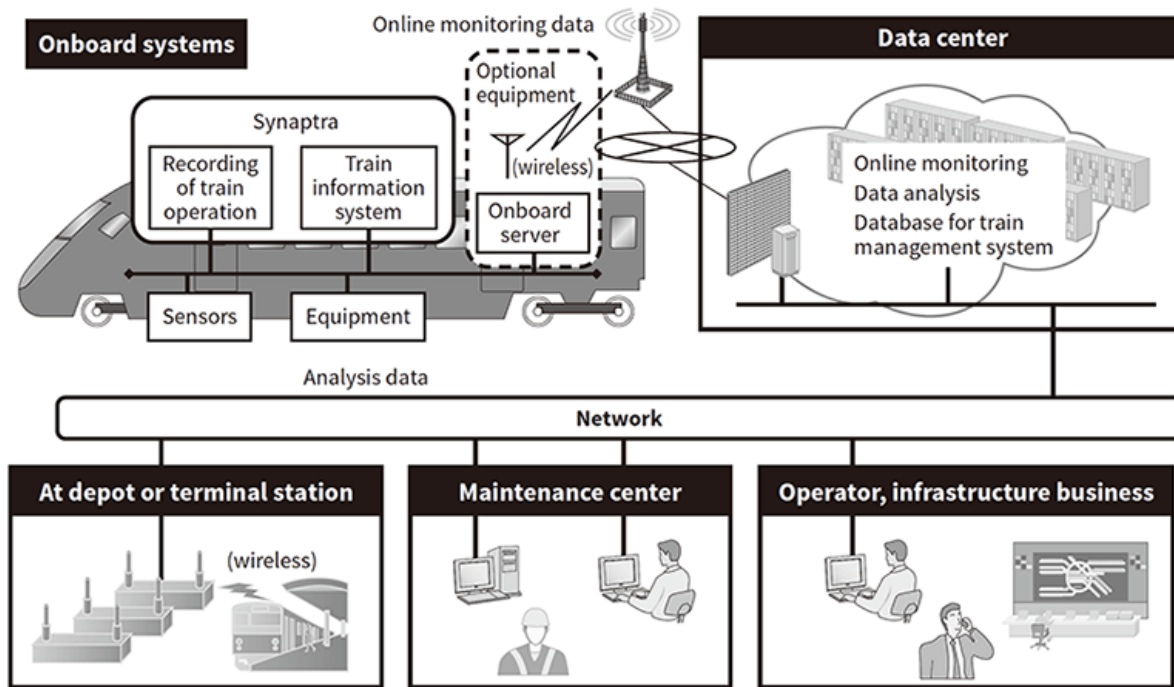 Onboard systems
Online monitoring data
Data center
Optional
equipment
Synaptra
Recording
of train
operation
Train
information
system
(wireless)
Onboard
server
Online monitoring
Data analysis
Database for train
management system
Sensors
Equipment
Analysis data
Network
At depot or terminal station
Maintenance center
Operator, infrastructure business
(wireless)